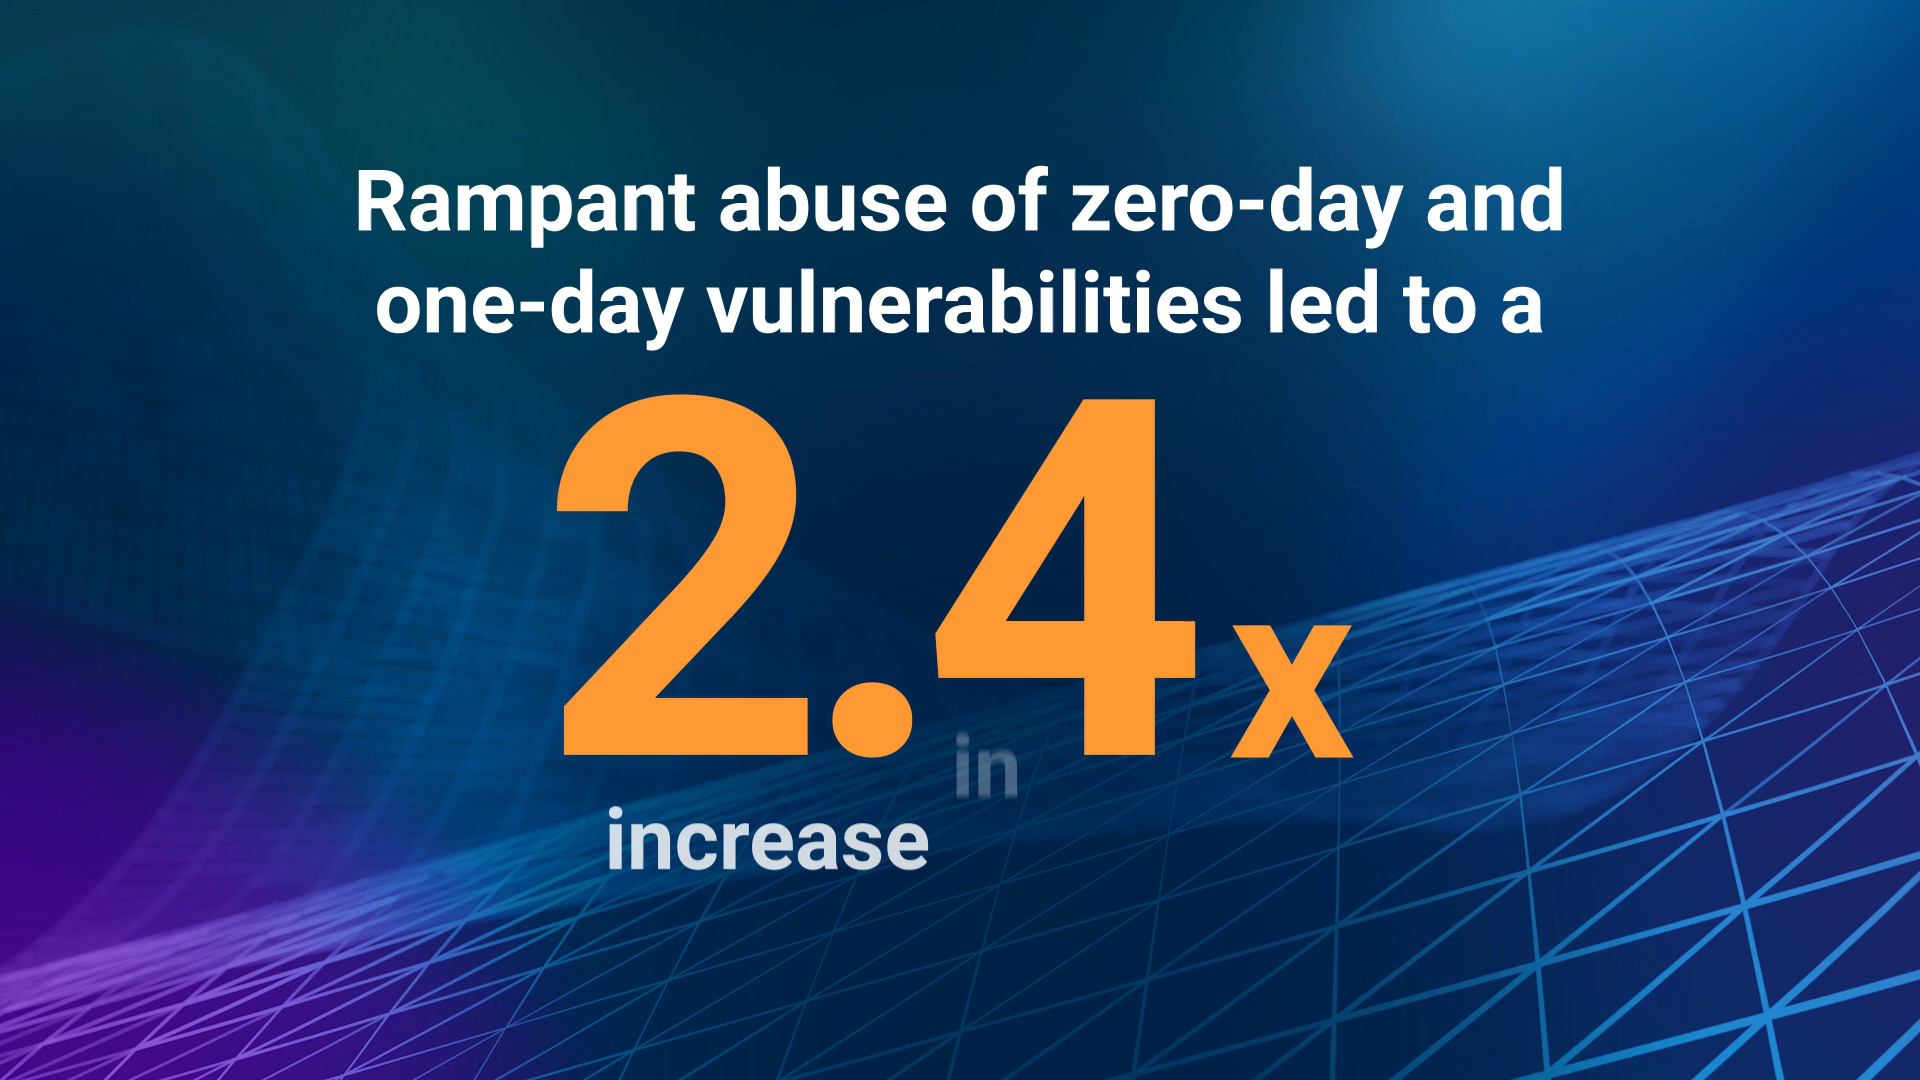 Rampant abuse of zero-day and
one-day vulnerabilities led to a
2.4x
increase in